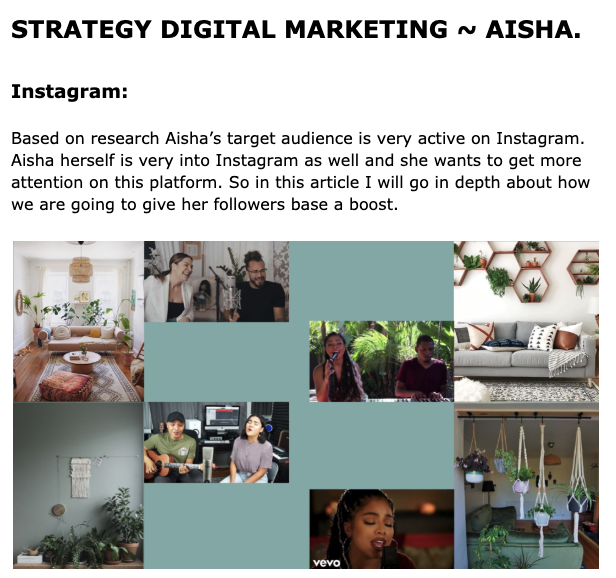 STRATEGY DIGITAL MARKETING ~ AISHA.
Instagram:
Based on research Aisha’s target audience is very active on Instagram.
Aisha herself is very into Instagram as well and she wants to get more
attention on this platform. So in this article I will go in depth about how
we are going to give her followers base a boost.
vevo